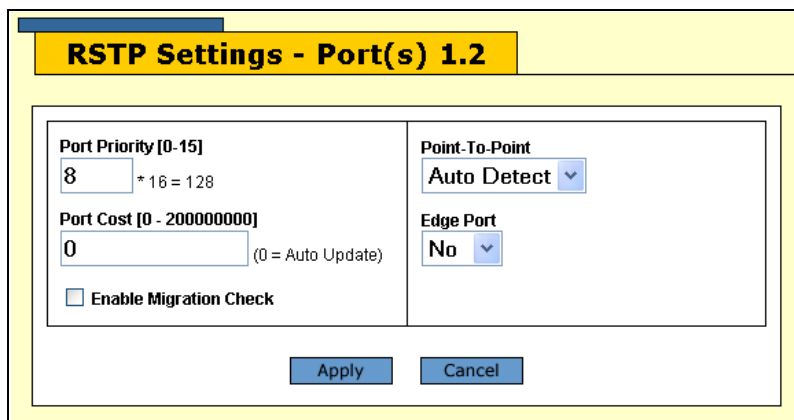 RSTP Settings - Port(s) 1.2
Port Priority [0-15]
8 * 16 = 128
Port Cost [0 - 200000000]
0 (0 = Auto Update)
Enable Migration Check
Point-To-Point
Auto Detect
Edge Port
No
Apply Cancel